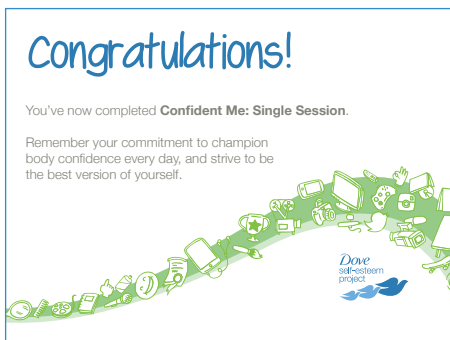 Congratulations!
You've now completed Confident Me: Single Session.
Remember your commitment to champion
body confidence every day, and strive to be
the best version of yourself.
Dove
self-esteem
project